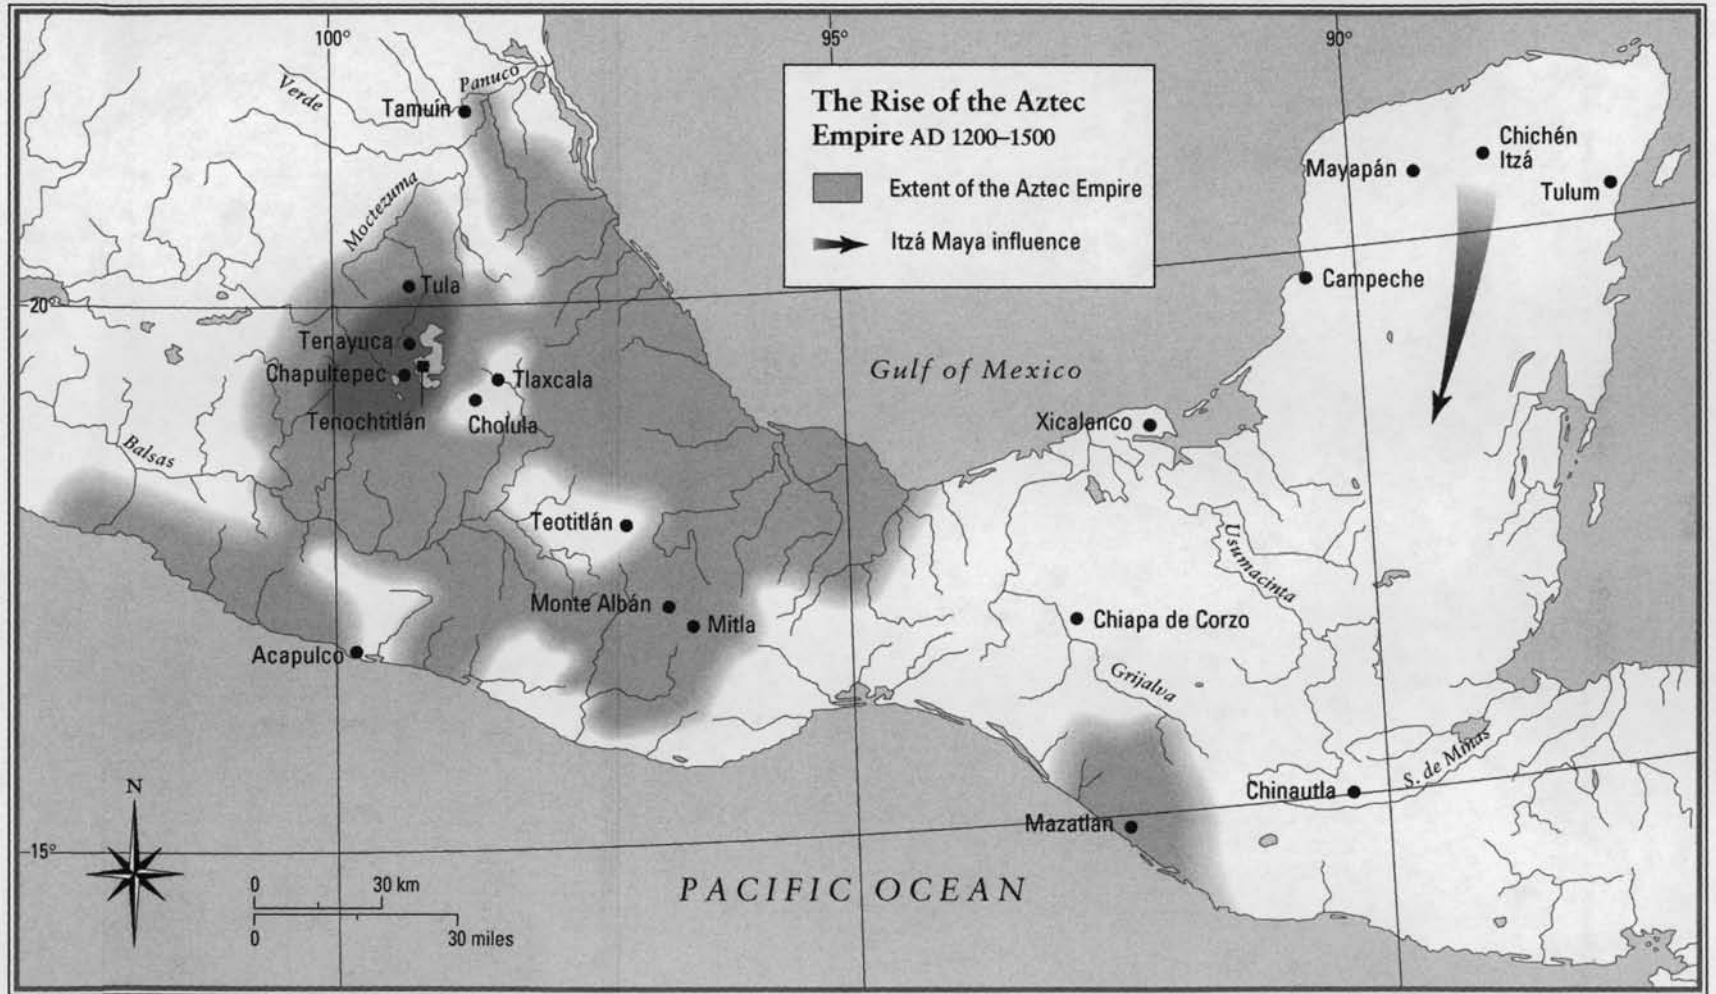 100°
95°
90°
Verde
Panuco
Tamuín
Moctezuma
The Rise of the Aztec
Empire AD 1200–1500
Extent of the Aztec Empire
Itzá Maya influence
Mayapán
Chichén
Itzá
Tulum
Campeche
Tula
20°
Tenayuca
Chapultepec
Tenochtitlán
Tlaxcala
Cholula
Gulf of Mexico
Xicalanco
Balsas
Teotitlán
Usumacinta
Monte Albán
Mitla
Chiapa de Corzo
Acapulco
Grijalva
S. de Minas
Chinautla
Mazatlán
N
15°
0
30 km
0
30 miles
PACIFIC OCEAN